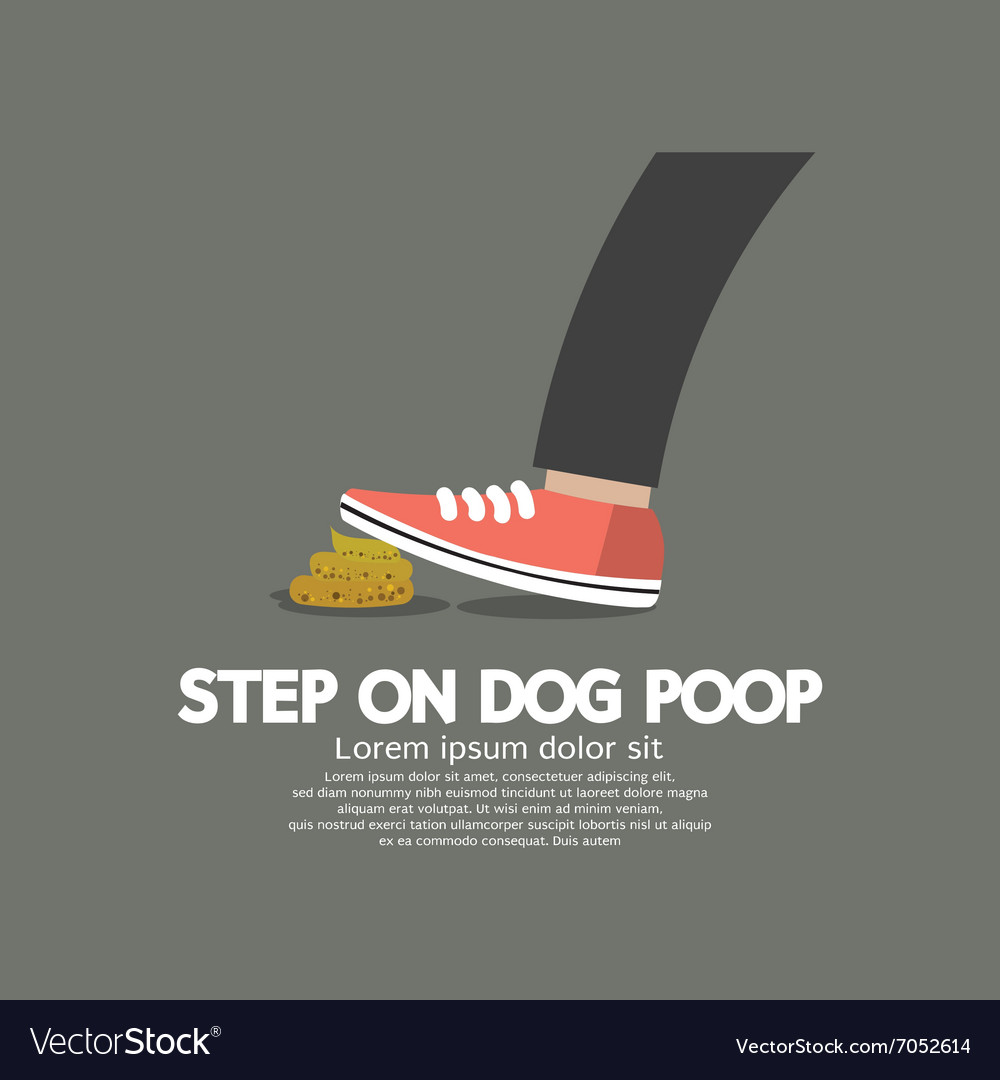 STEP ON DOG POOP
Lorem ipsum dolor sit
Lorem ipsum dolor sit amet, consectetuer adipiscing elit,
sed diam nonummy nibh euismod tincidunt ut laoreet dolore magna
aliquam erat volutpat. Ut wisi enim ad minim veniam,
quis nostrud exerci tation ullamcorper suscipit lobortis nisl ut aliquip
ex ea commodo consequat. Duis autem
VectorStock®
VectorStock.com/7052614